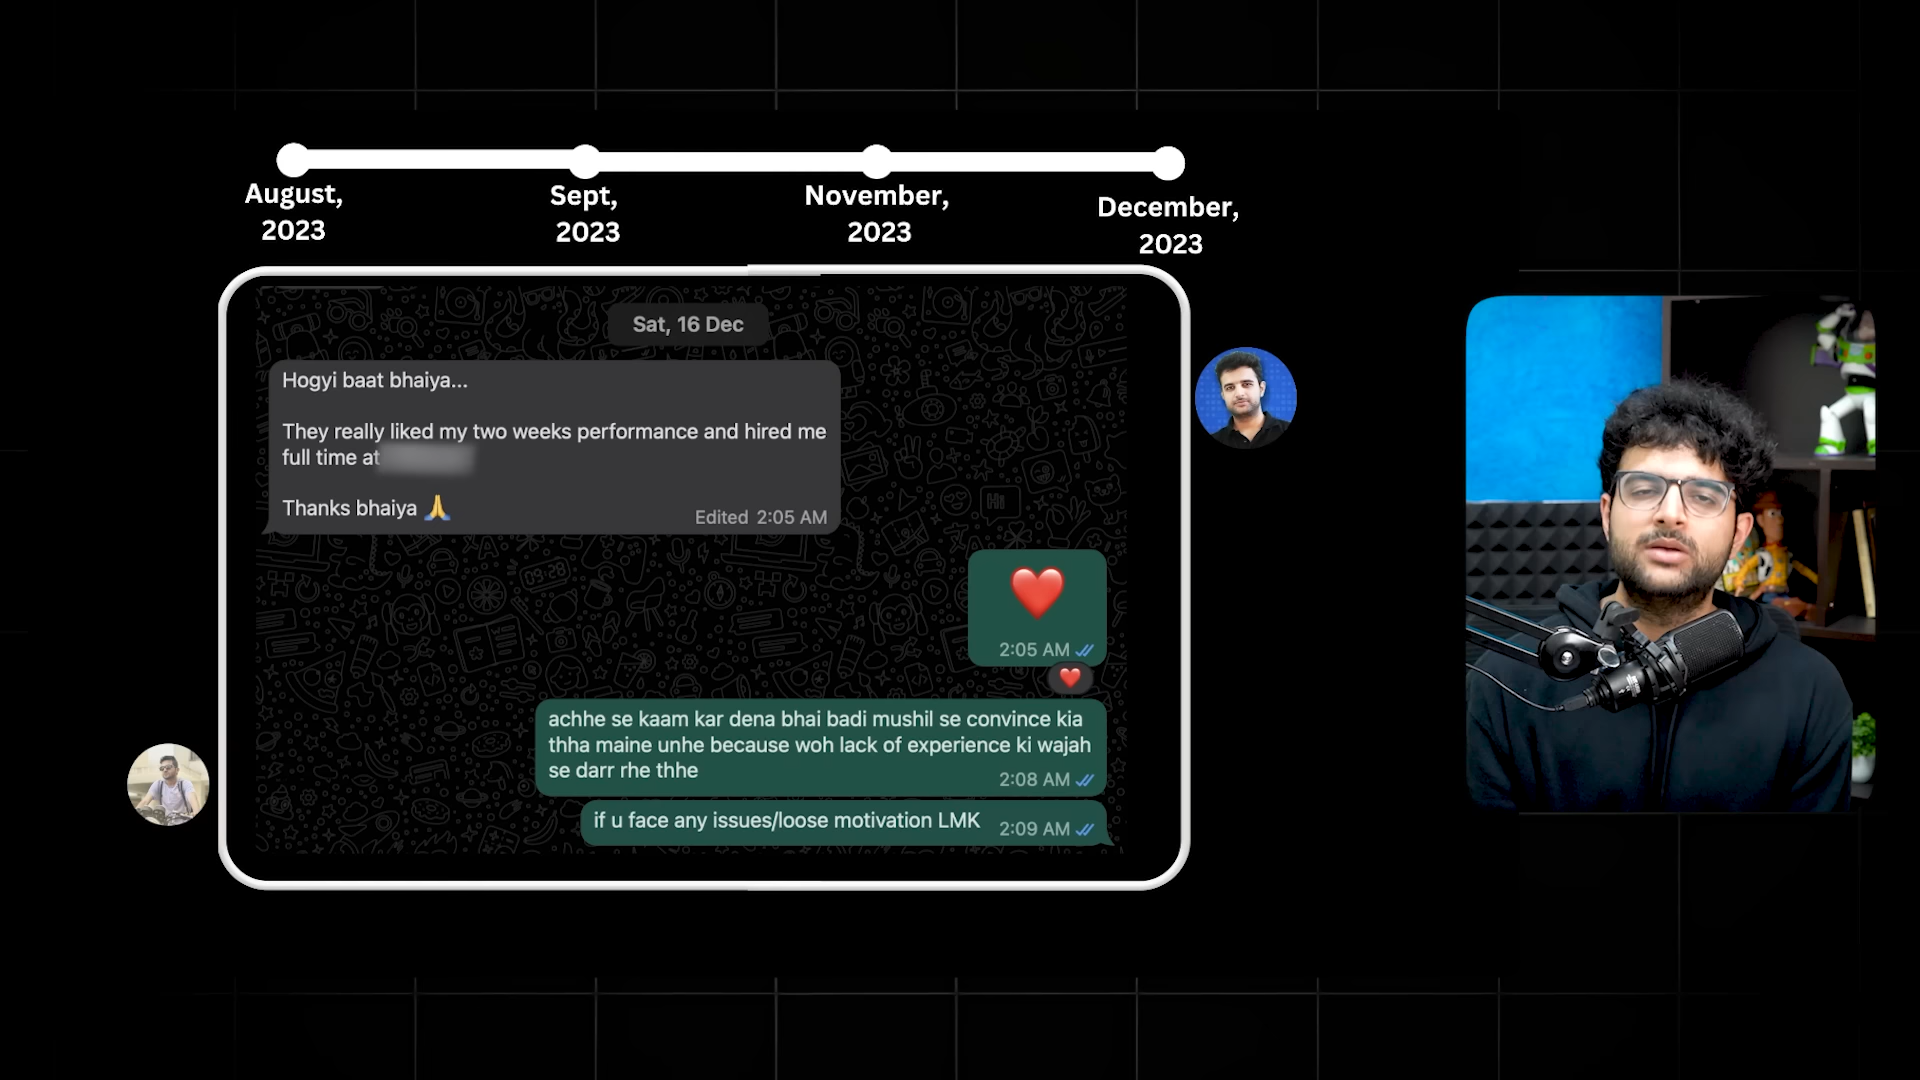 August,
2023
Sept,
2023
November,
2023
December,
2023
Sat, 16 Dec
Hogyi baat bhaiya...
They really liked my two weeks performance and hired me
full time at
Thanks bhaiya 🙏
Edited 2:05 AM
❤️
2:05 AM
❤️
achhe se kaam kar dena bhai badi mushil se convince kia
thha maine unhe because woh lack of experience ki wajah
se darr rhe thhe
2:08 AM
if u face any issues/loose motivation LMK
2:09 AM